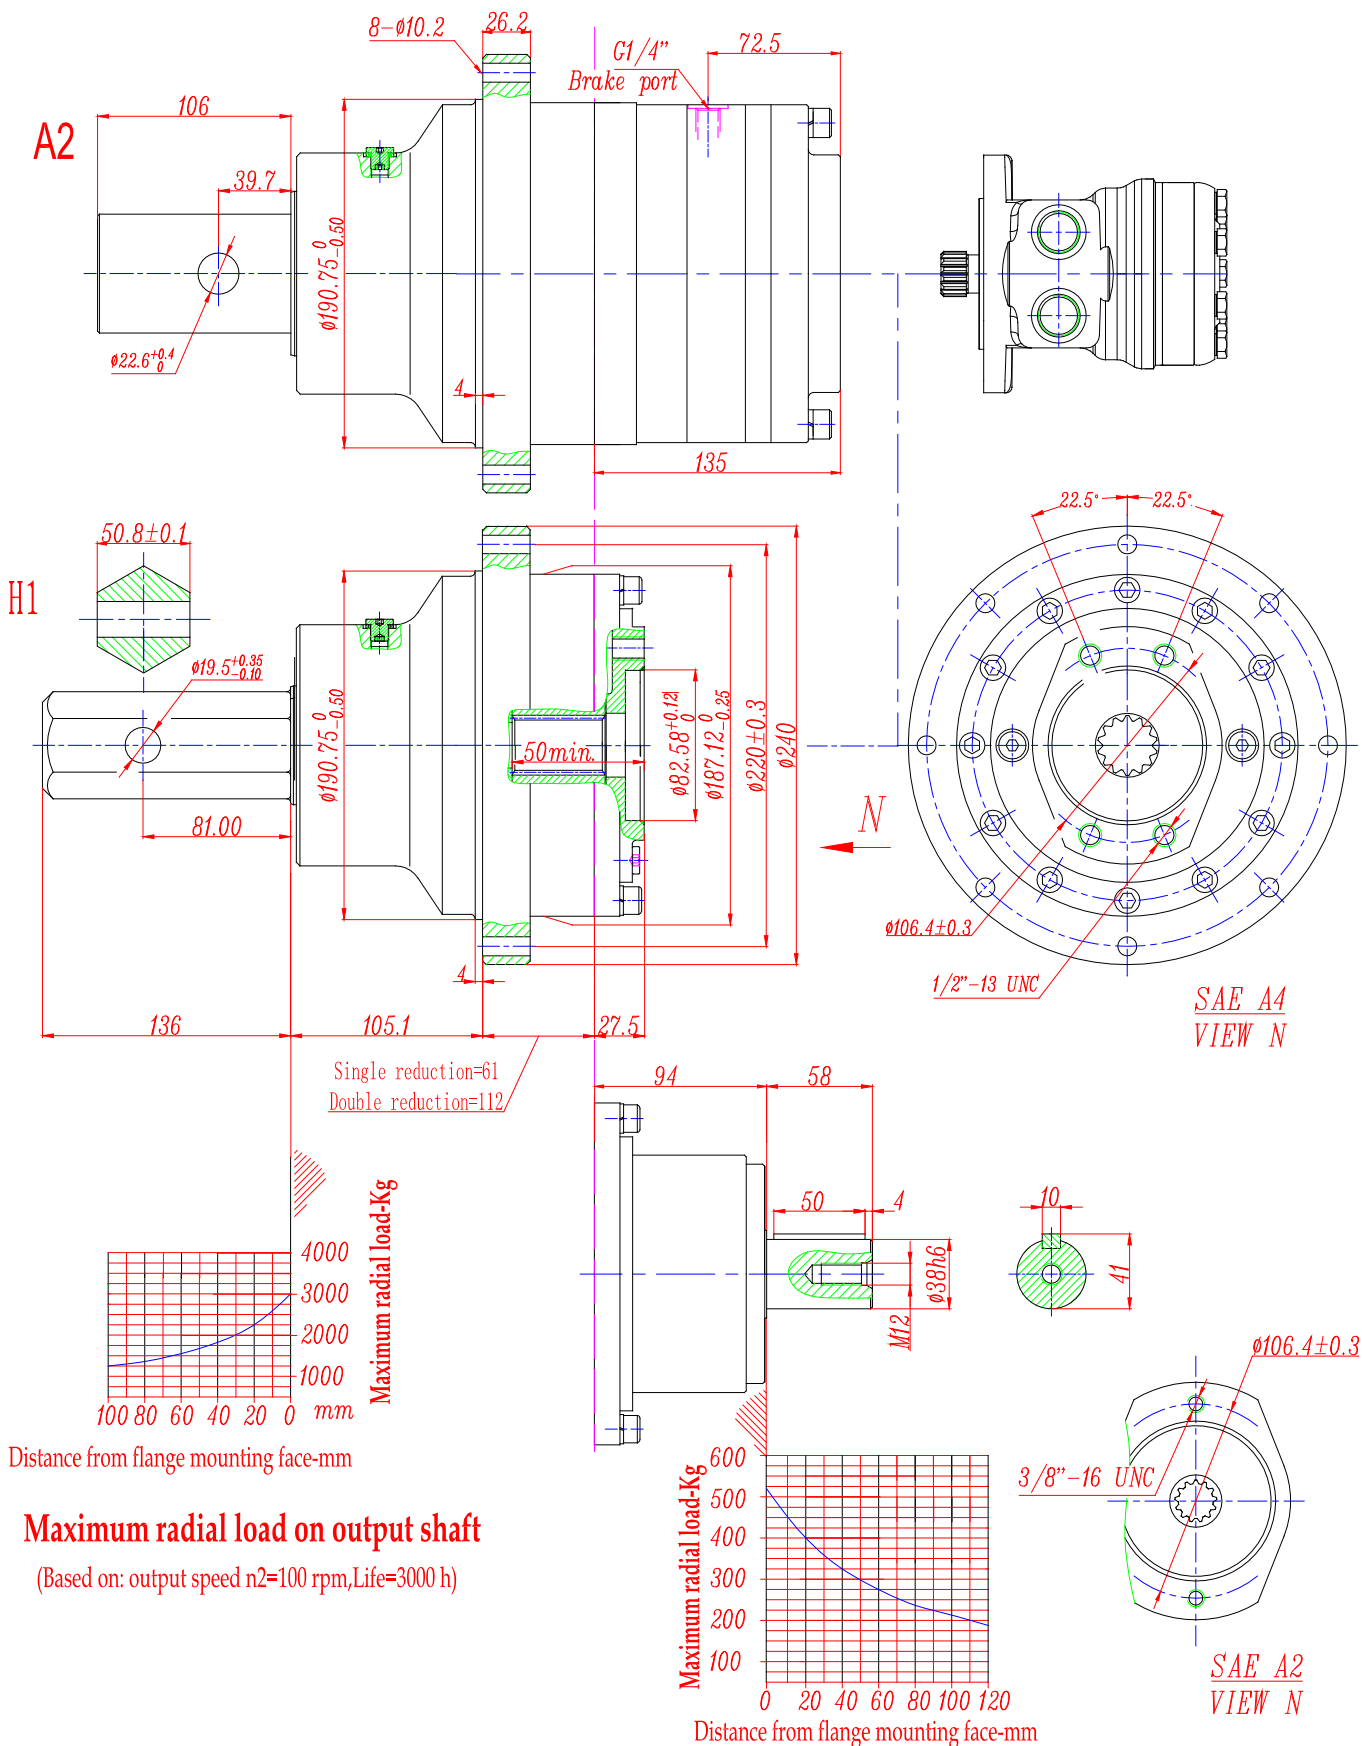 8-ø10.2
26.2
G1/4"
Brake port
72.5
106
A2
39.7
ø190.75 0 -0.50
ø22.6 +0.4 0
4
135
50.8±0.1
H1
ø19.5 +0.35 -0.10
ø190.75 0 -0.50
50min.
ø82.58 +0.12 0
ø187.12 0 -0.25
ø220±0.3
ø240
81.00
N
22.5°
22.5°
ø106.4±0.3
1/2"-13 UNC
SAE A4
VIEW N
4
136
105.1
27.5
Single reduction=61
Double reduction=112
94
58
50
4
ø38h6
M12
10
41
4000
3000
2000
1000
100 80 60 40 20 0 mm
Maximum radial load-Kg
Distance from flange mounting face-mm
Maximum radial load on output shaft
(Based on: output speed n2=100 rpm,Life=3000 h)
600
500
400
300
200
100
0 20 40 60 80 100 120
Maximum radial load-Kg
Distance from flange mounting face-mm
ø106.4±0.3
3/8"-16 UNC
SAE A2
VIEW N